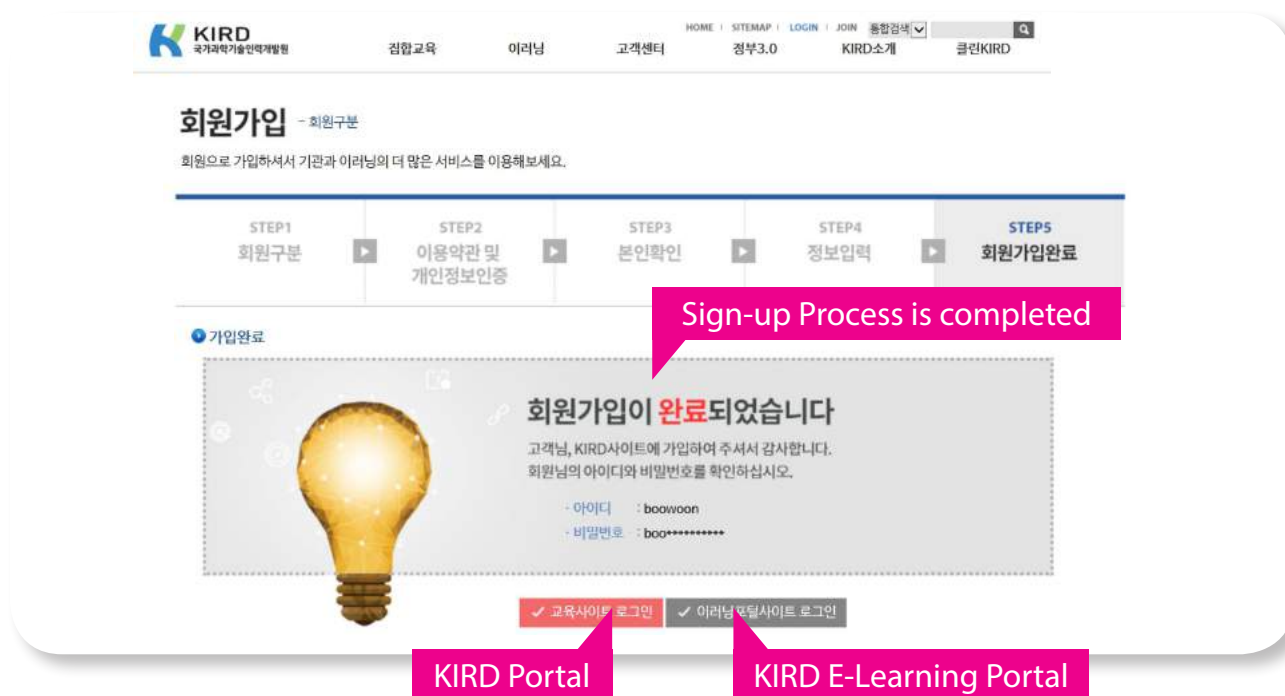 KIRD
국가과학기술인력개발원
HOME | SITEMAP | LOGIN | JOIN 통합검색
집합교육 이러닝 고객센터 정부3.0 KIRD소개 클린KIRD
회원가입 - 회원구분
회원으로 가입하셔서 기관과 이러닝의 더 많은 서비스를 이용해보세요.
STEP1
회원구분
STEP2
이용약관 및
개인정보인증
STEP3
본인확인
STEP4
정보입력
STEP5
회원가입완료
Sign-up Process is completed
가입완료
회원가입이 완료되었습니다
고객님, KIRD사이트에 가입하여 주셔서 감사합니다.
회원님의 아이디와 비밀번호를 확인하십시오.
- 아이디 : boowoon
- 비밀번호 : boo**********
교육사이트 로그인
이러닝포털사이트 로그인
KIRD Portal
KIRD E-Learning Portal